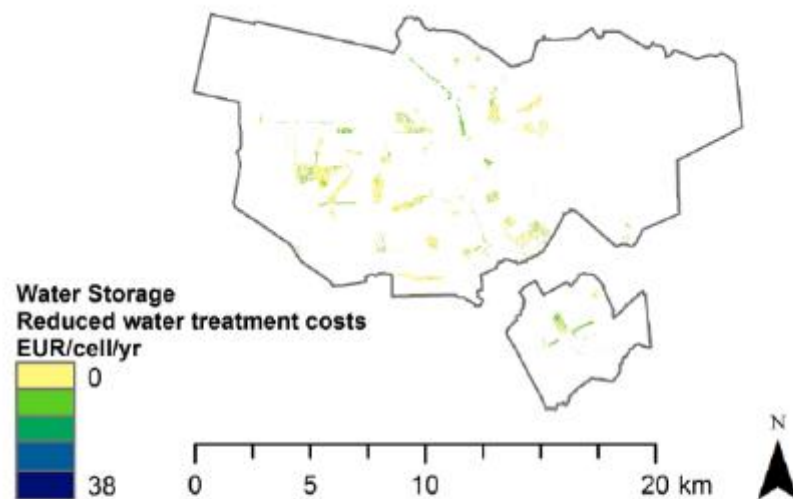 Water Storage
Reduced water treatment costs
EUR/cell/yr
0
38
0 5 10 20 km
N